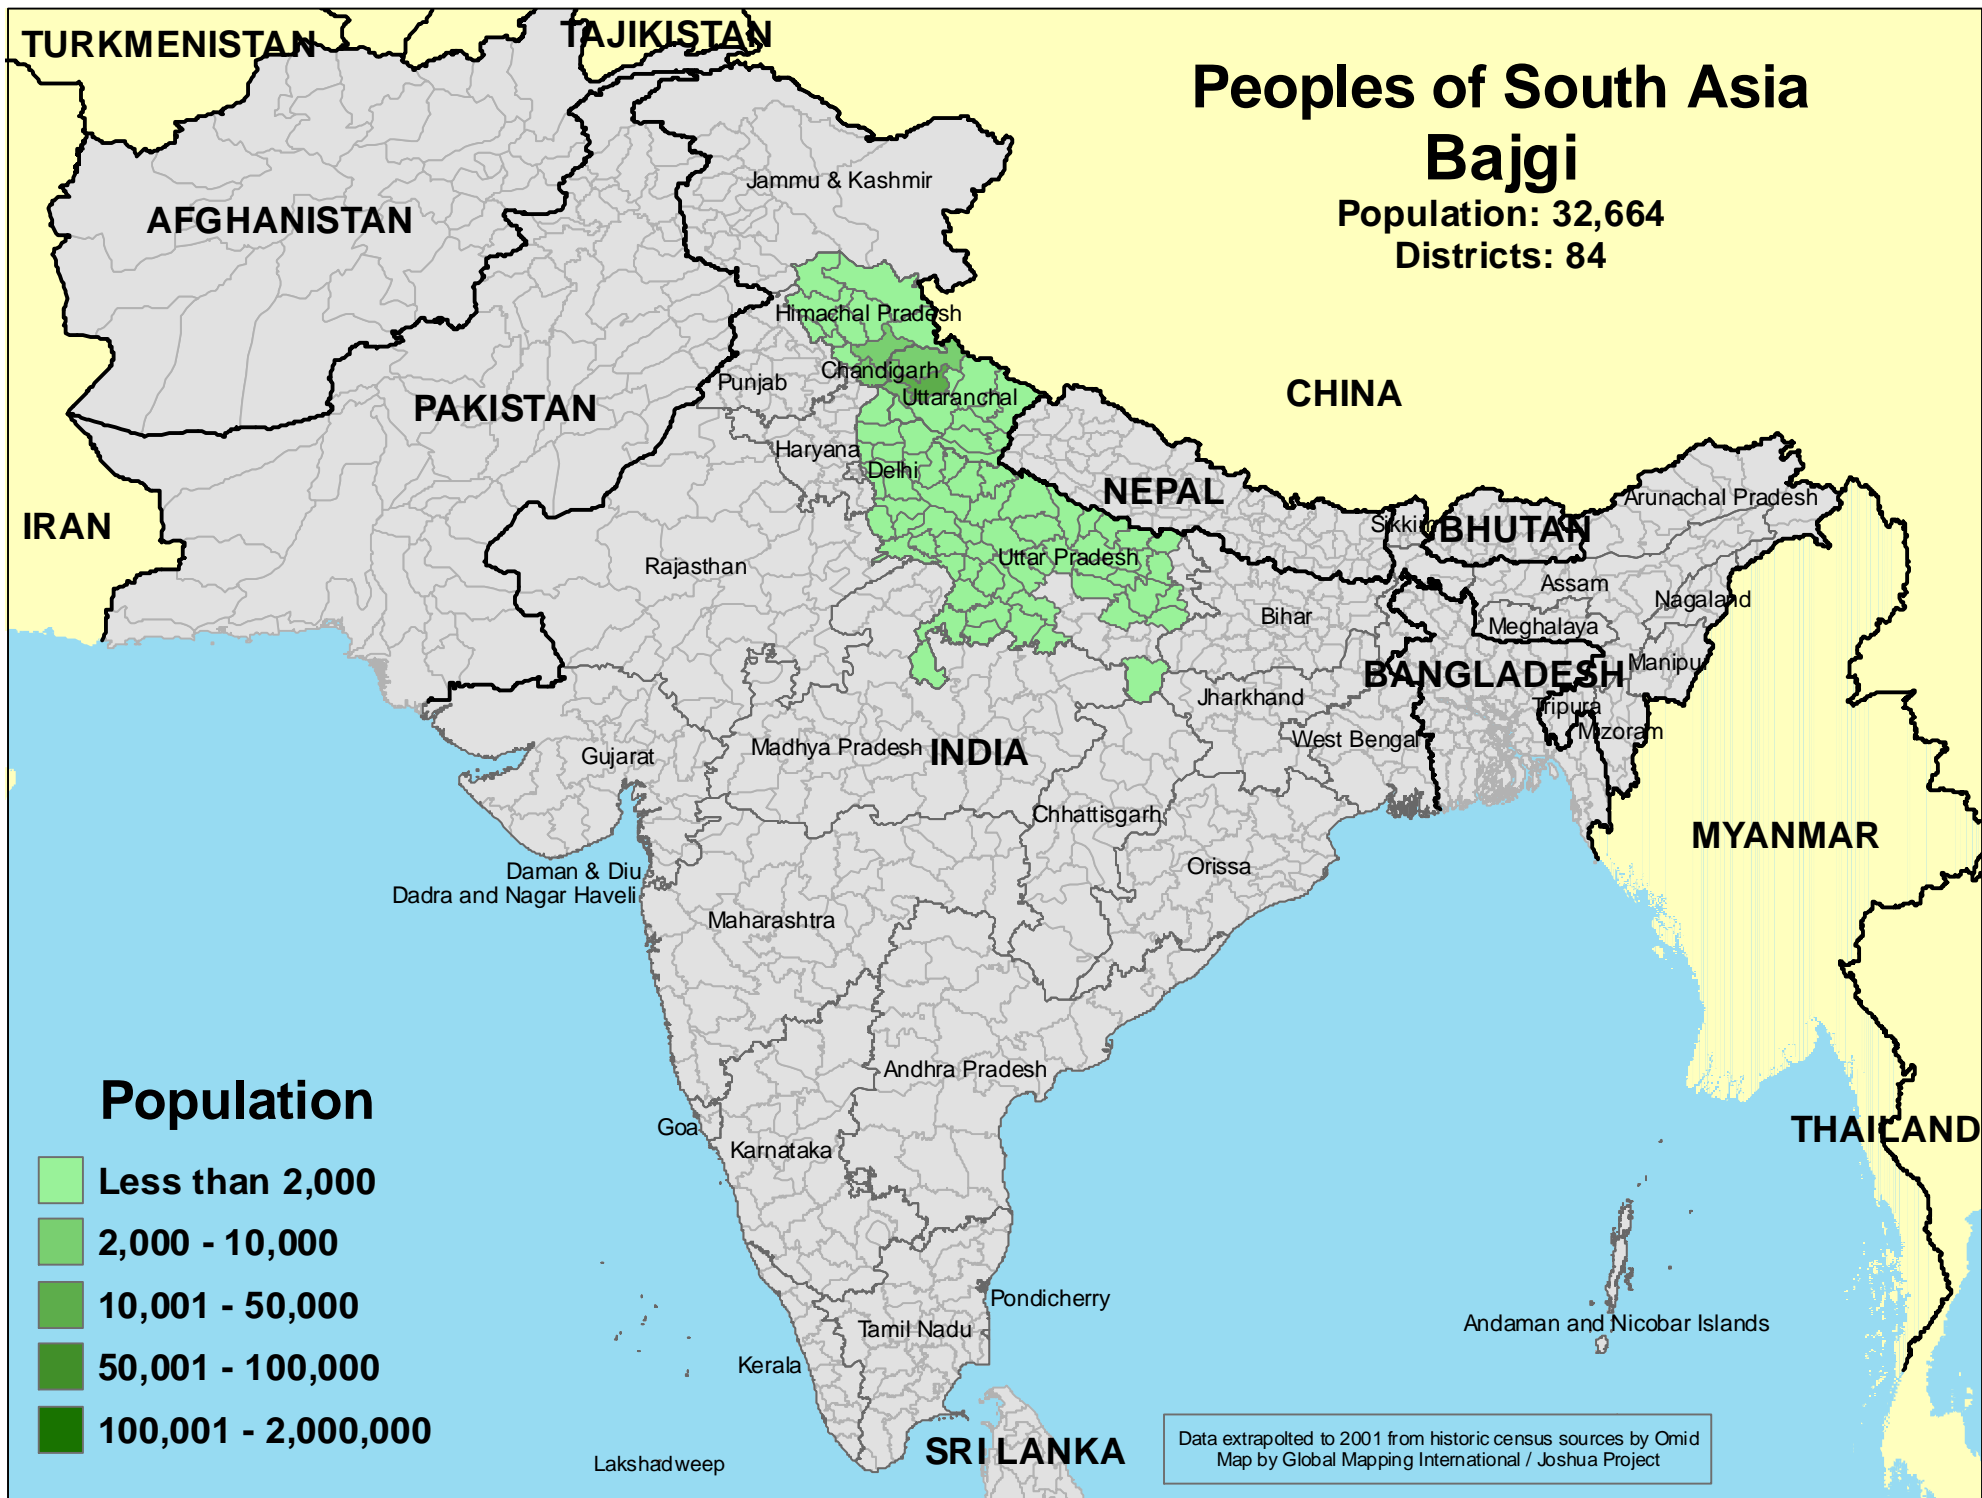 TURKMENISTAN
TAJIKISTAN
Peoples of South Asia
Bajgi
Population: 32,664
Districts: 84
Jammu & Kashmir
AFGHANISTAN
Himachal Pradesh
Chandigarh
Punjab
Uttaranchal
CHINA
PAKISTAN
Haryana
Delhi
NEPAL
Arunachal Pradesh
IRAN
Sikkim
BHUTAN
Rajasthan
Uttar Pradesh
Assam
Nagaland
Bihar
Meghalaya
BANGLADESH
Manipur
Jharkhand
Tripura
Mizoram
West Bengal
Gujarat
Madhya Pradesh
INDIA
Chhattisgarh
MYANMAR
Orissa
Daman & Diu
Dadra and Nagar Haveli
Maharashtra
Andhra Pradesh
Population
Goa
Karnataka
THAILAND
Less than 2,000
2,000 - 10,000
10,001 - 50,000
50,001 - 100,000
100,001 - 2,000,000
Pondicherry
Tamil Nadu
Andaman and Nicobar Islands
Kerala
Lakshadweep
SRI LANKA
Data extrapolted to 2001 from historic census sources by Omid
Map by Global Mapping International / Joshua Project